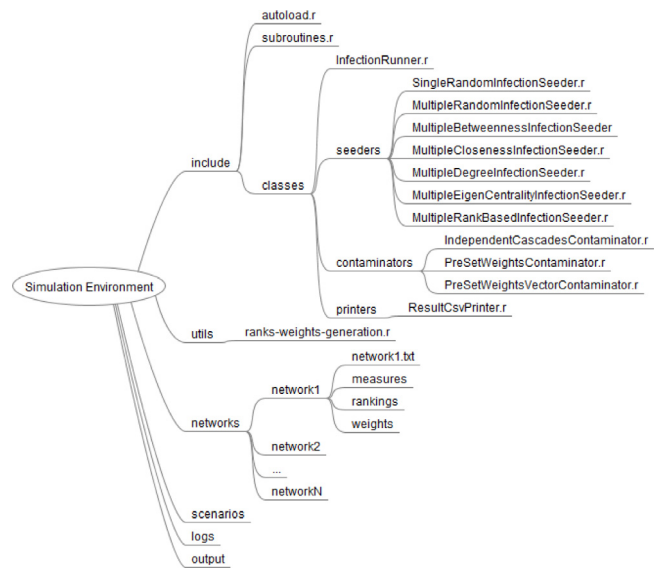 autoload.r
subroutines.r
InfectionRunner.r
SingleRandomInfectionSeeder.r
MultipleRandomInfectionSeeder.r
MultipleBetweennessInfectionSeeder
seeders
MultipleClosenessInfectionSeeder.r
include
MultipleDegreeInfectionSeeder.r
classes
MultipleEigenCentralityInfectionSeeder.r
MultipleRankBasedInfectionSeeder.r
IndependentCascadesContaminator.r
contaminators
PreSetWeightsContaminator.r
Simulation Environment
PreSetWeightsVectorContaminator.r
printers
ResultCsvPrinter.r
utils
ranks-weights-generation.r
network1.txt
network1
measures
rankings
networks
weights
network2
...
networkN
scenarios
logs
output